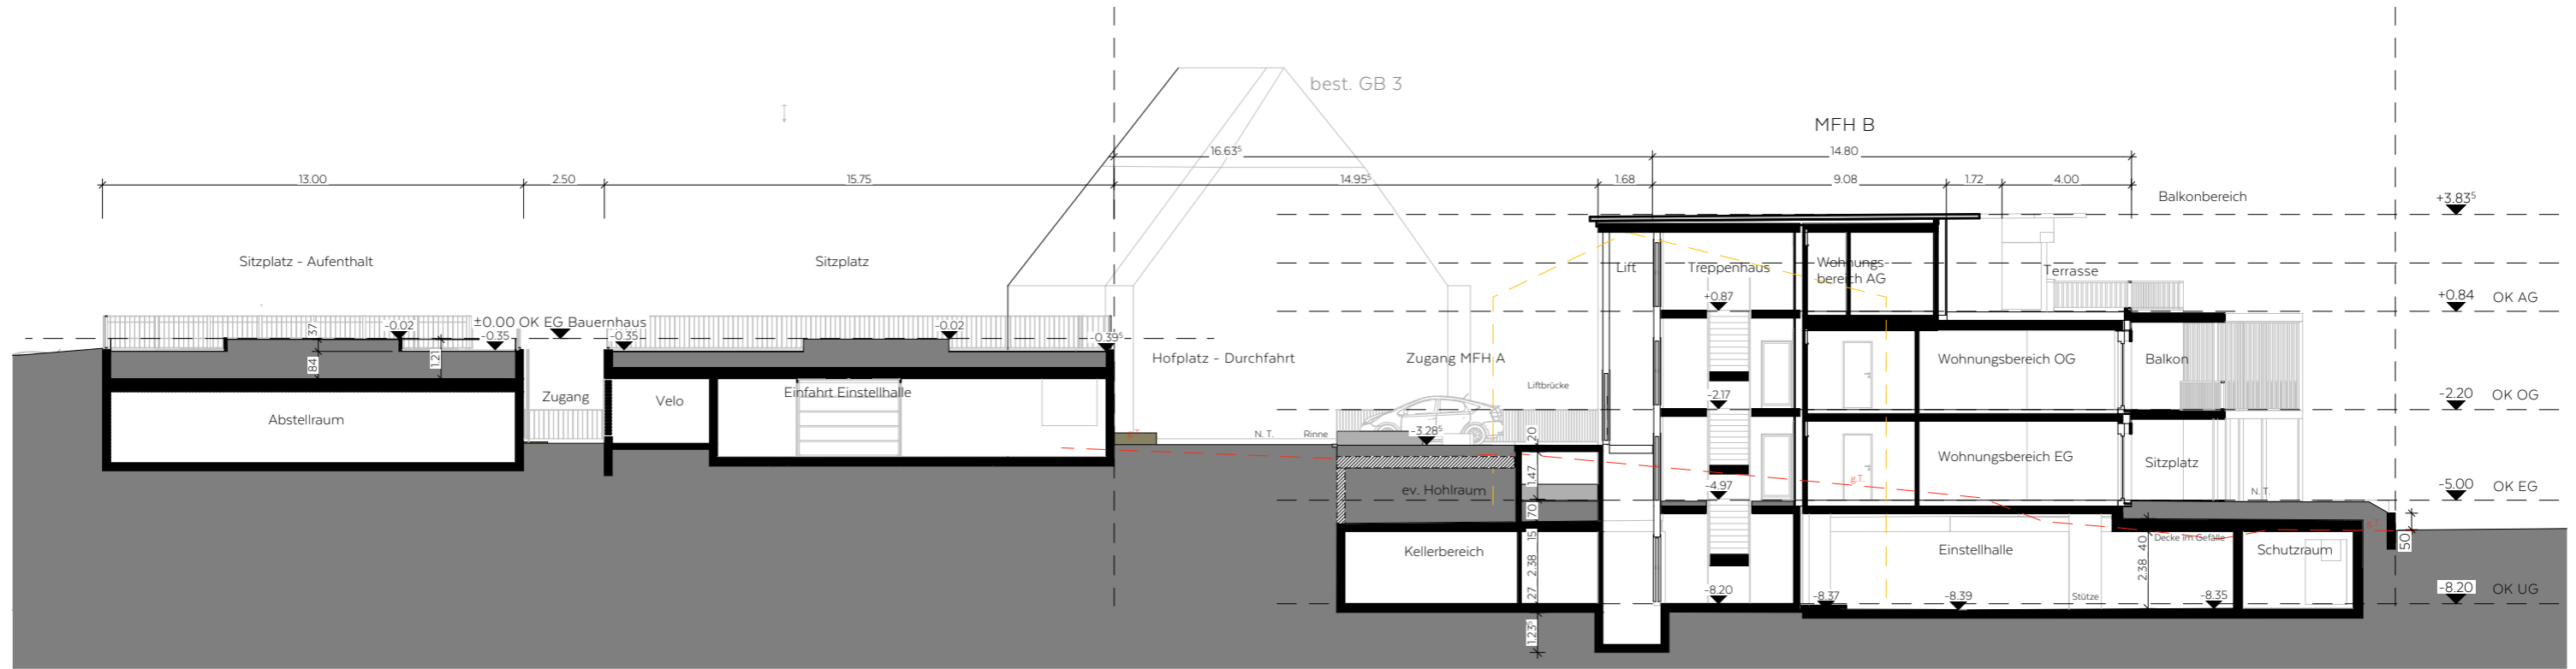 best. GB 3
MFH B
16.63⁵
14.80
13.00
2.50
15.75
14.95⁵
1.68
9.08
1.72
4.00
Balkonbereich
+3.83⁵
Sitzplatz - Aufenthalt
Sitzplatz
Lift
Treppenhaus
Wohnungs-
bereich AG
Terrasse
+0.87
+0.84 OK AG
±0.00 OK EG Bauernhaus
-0.02
-0.35
37
84
1.21
-0.35
-0.02
-0.39⁵
Hofplatz - Durchfahrt
Zugang MFH A
Wohnungsbereich OG
Balkon
Liftbrücke
Zugang
Velo
Einfahrt Einstellhalle
Abstellraum
-2.17
-2.20 OK OG
g.T.
N. T.
Rinne
-3.28⁵
20
1.47
70
15
2.38
27
1.23⁵
Wohnungsbereich EG
Sitzplatz
ev. Hohlraum
g.T.
N. T.
-4.97
-5.00 OK EG
g.T.
50
Kellerbereich
Einstellhalle
Decke im Gefälle
Schutzraum
40
2.38
-8.20
-8.37
-8.39
Stütze
-8.35
-8.20 OK UG